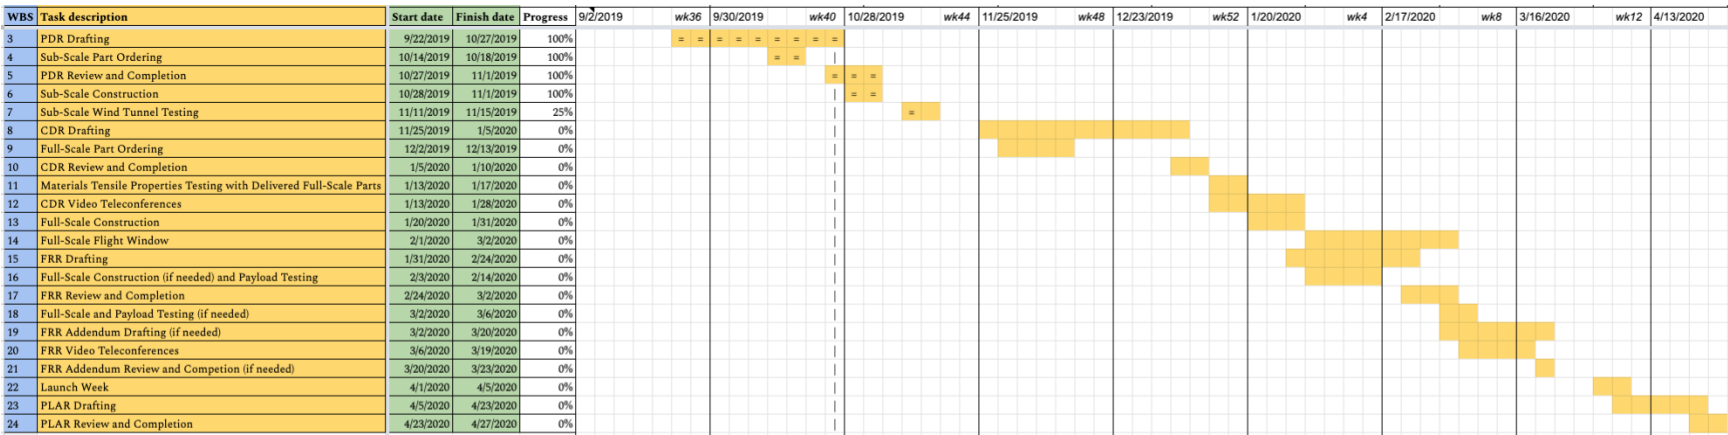 WBS Task description Start date Finish date Progress 9/2/2019 wk36 9/30/2019 wk40 10/28/2019 wk44 11/25/2019 wk48 12/23/2019 wk52 1/20/2020 wk4 2/17/2020 wk8 3/16/2020 wk12 4/13/2020
3 PDR Drafting 9/22/2019 10/27/2019 100% = = = = = = = = =
4 Sub-Scale Part Ordering 10/14/2019 10/18/2019 100% = =
5 PDR Review and Completion 10/27/2019 11/1/2019 100% = = =
6 Sub-Scale Construction 10/28/2019 11/1/2019 100% = =
7 Sub-Scale Wind Tunnel Testing 11/11/2019 11/15/2019 25% =
8 CDR Drafting 11/25/2019 1/5/2020 0%
9 Full-Scale Part Ordering 12/2/2019 12/13/2019 0%
10 CDR Review and Completion 1/5/2020 1/10/2020 0%
11 Materials Tensile Properties Testing with Delivered Full-Scale Parts 1/13/2020 1/17/2020 0%
12 CDR Video Teleconferences 1/13/2020 1/28/2020 0%
13 Full-Scale Construction 1/20/2020 1/31/2020 0%
14 Full-Scale Flight Window 2/1/2020 3/2/2020 0%
15 FRR Drafting 1/31/2020 2/24/2020 0%
16 Full-Scale Construction (if needed) and Payload Testing 2/3/2020 2/14/2020 0%
17 FRR Review and Completion 2/24/2020 3/2/2020 0%
18 Full-Scale and Payload Testing (if needed) 3/2/2020 3/6/2020 0%
19 FRR Addendum Drafting (if needed) 3/2/2020 3/20/2020 0%
20 FRR Video Teleconferences 3/6/2020 3/19/2020 0%
21 FRR Addendum Review and Competion (if needed) 3/20/2020 3/23/2020 0%
22 Launch Week 4/1/2020 4/5/2020 0%
23 PLAR Drafting 4/5/2020 4/23/2020 0%
24 PLAR Review and Completion 4/23/2020 4/27/2020 0%